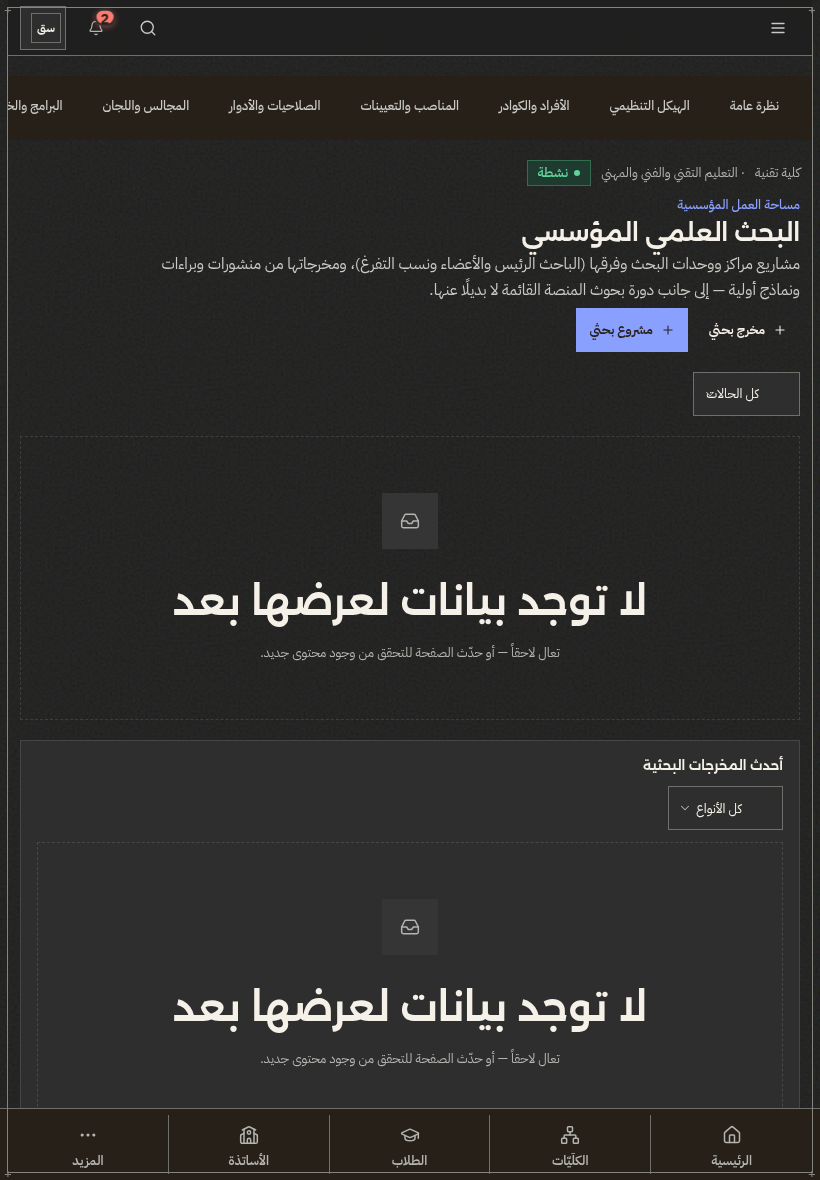 سق
2
نظرة عامة
الهيكل التنظيمي
الأفراد والكوادر
المناصب والتعيينات
الصلاحيات والأدوار
المجالس واللجان
البرامج والخ
كلية تقنية · التعليم التقني والفني والمهني
نشطة
مساحة العمل المؤسسية
البحث العلمي المؤسسي
مشاريع مراكز ووحدات البحث وفرقها (الباحث الرئيس والأعضاء ونسب التفرغ)، ومخرجاتها من منشورات وبراءات
ونماذج أولية — إلى جانب دورة بحوث المنصة القائمة لا بديلًا عنها.
مخرج بحثي
مشروع بحثي
كل الحالات
لا توجد بيانات لعرضها بعد
تعال لاحقاً — أو حدّث الصفحة للتحقق من وجود محتوى جديد.
أحدث المخرجات البحثية
كل الأنواع
لا توجد بيانات لعرضها بعد
تعال لاحقاً — أو حدّث الصفحة للتحقق من وجود محتوى جديد.
الرئيسية
الكليّات
الطلاب
الأساتذة
المزيد